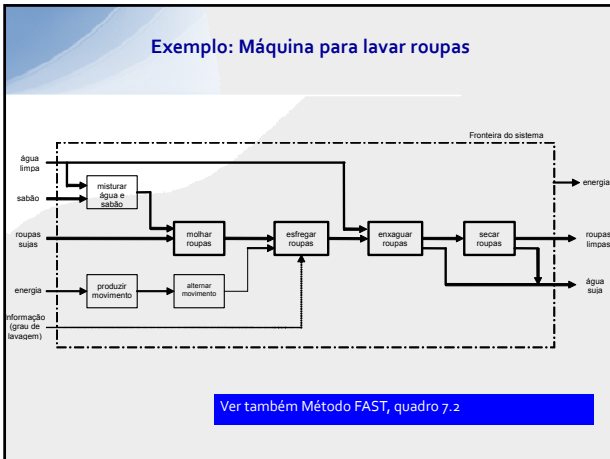 Exemplo: Máquina para lavar roupas
Fronteira do sistema
água
limpa
misturar
água e
sabão
sabão
energia
roupas
sujas
molhar
roupas
esfregar
roupas
enxaguar
roupas
secar
roupas
roupas
limpas
energia
produzir
movimento
alternar
movimento
água
suja
nformação
(grau de
lavagem)
Ver também Método FAST, quadro 7.2